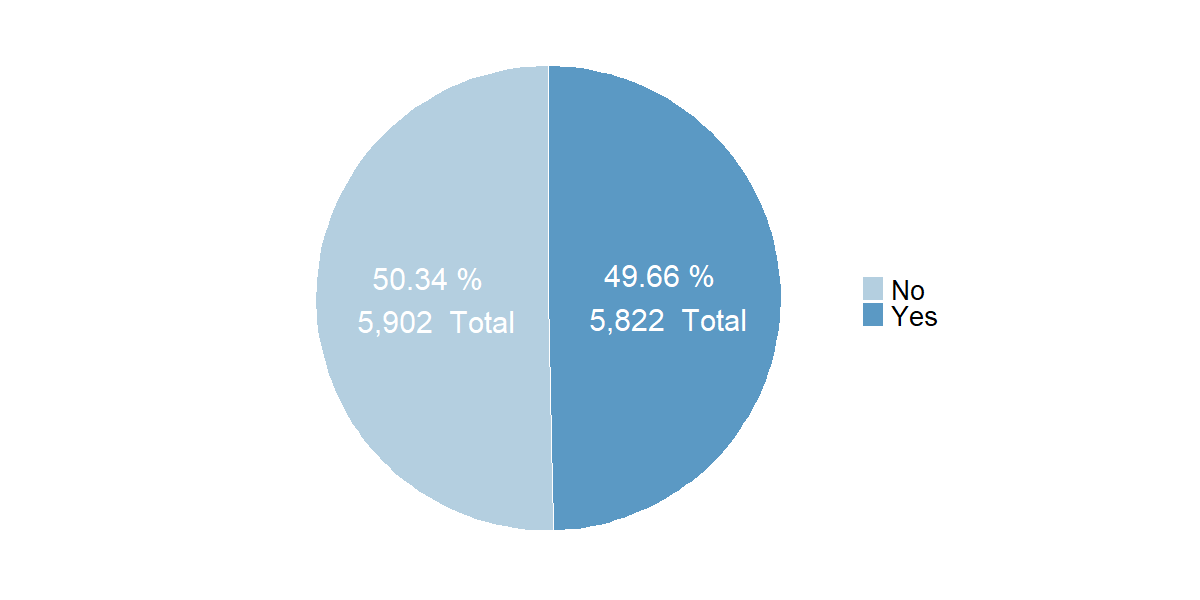 50.34 %
5,902  Total
49.66 %
5,822  Total
No
Yes